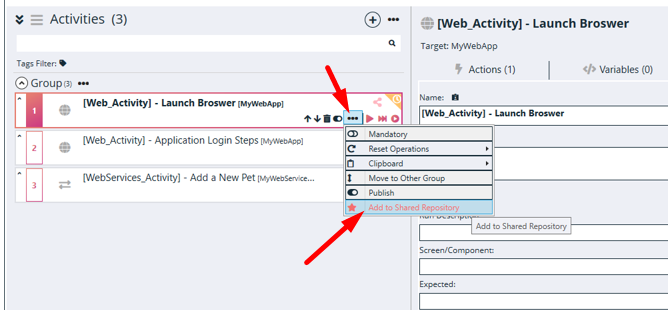 Activities (3)
Tags Filter:
Group (3)
1
[Web_Activity] - Launch Broswer [MyWebApp]
2
[Web_Activity] - Application Login Steps [MyWebApp]
3
[WebServices_Activity] - Add a New Pet [MyWebService...
Mandatory
Reset Operations
Clipboard
Move to Other Group
Publish
Add to Shared Repository
Add to Shared Repository
[Web_Activity] - Launch Broswer
Target: MyWebApp
Actions (1)
</> Variables (0)
Name:
[Web_Activity] - Launch Broswer
Run Description:
Screen/Component:
Expected: